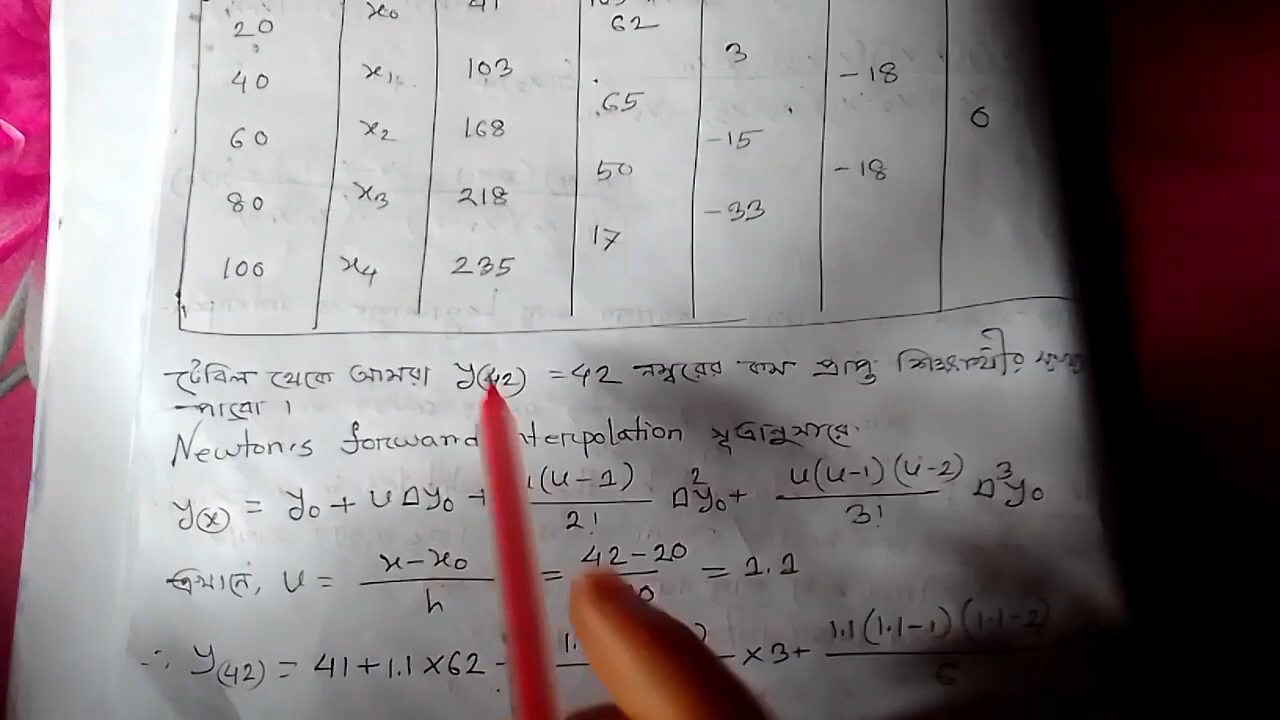 20 x₀ 41 62
3
40 x₁ 103 -18
65 6
60 x₂ 168 -15
50 -18
80 x₃ 218 -33
17
100 x₄ 235
টেবিল থেকে আমরা y(42) = 42 নম্বরের কম প্রাপ্ত শিক্ষার্থীর
পাবো।
Newton's forward interpolation সূত্রানুসারে
y(x) = y₀ + u Δy₀ + (u-1) / 2! Δ²y₀ + u(u-1)(u-2) / 3! Δ³y₀
এখানে, u = x-x₀ / h = 42-20 / 0 = 1.1
∴ y(42) = 41 + 1.1 × 62 × 3 + 1.1(1.1-1)(1.1-2) / 6